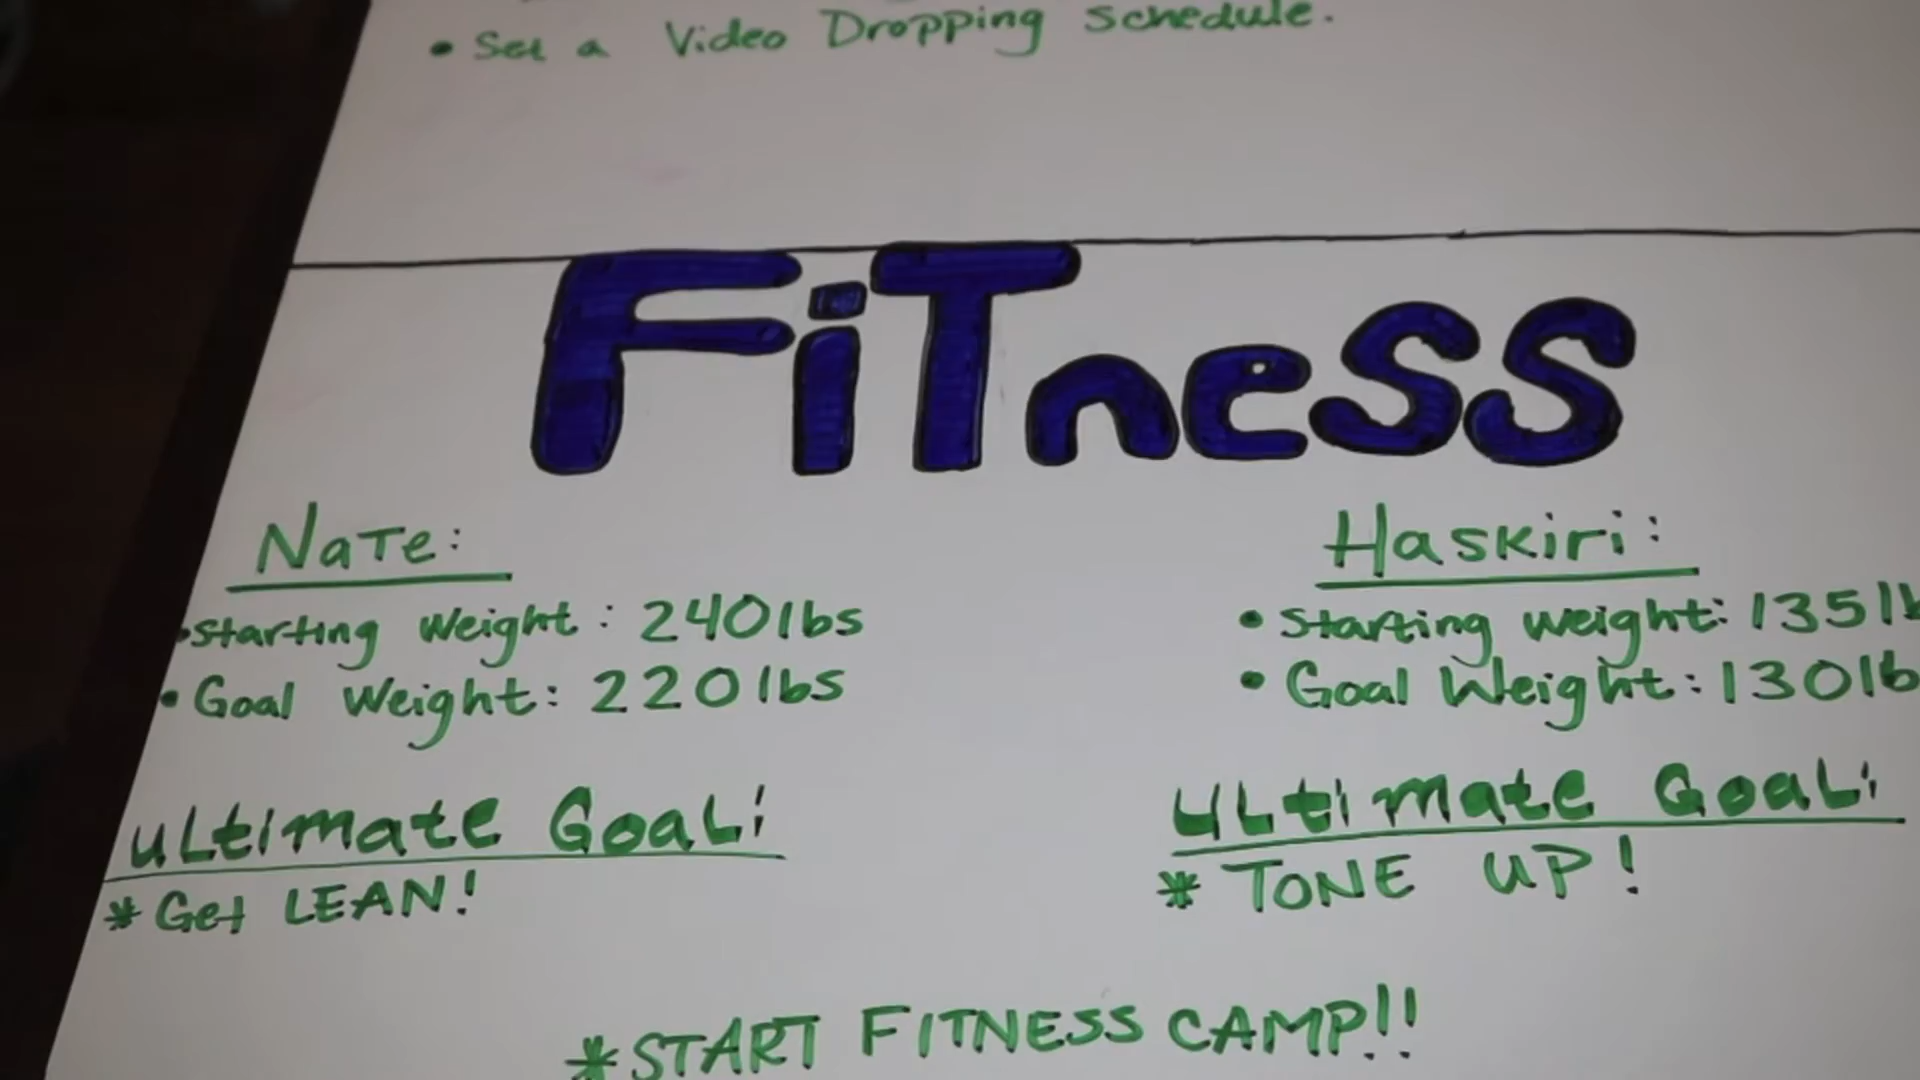 • Set a Video Dropping Schedule.
FiTness
Nate:
• Starting Weight: 240lbs
• Goal Weight: 220lbs
Ultimate Goal:
* Get LEAN!
Haskiri:
• Starting weight: 135lb
• Goal Weight: 130lb
Ultimate Goal:
* TONE UP!
* START FITNESS CAMP!!